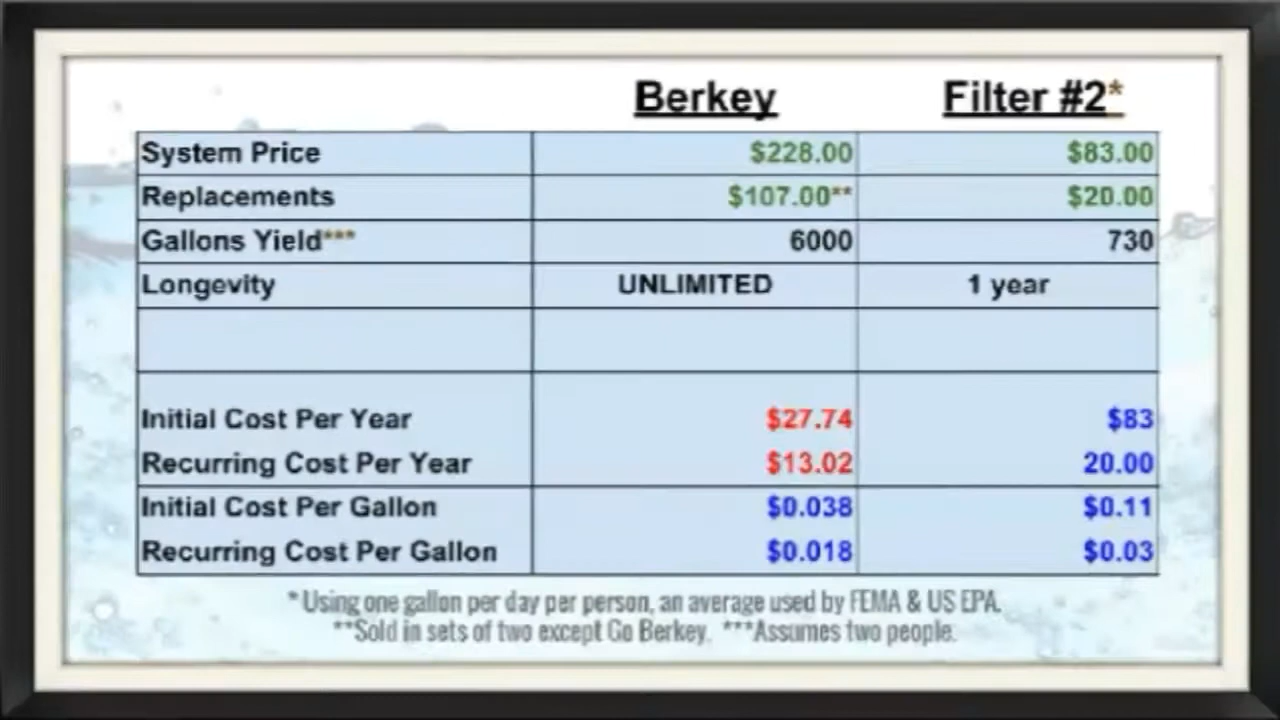 Berkey Filter #2*
System Price $228.00 $83.00
Replacements $107.00** $20.00
Gallons Yield*** 6000 730
Longevity UNLIMITED 1 year
Initial Cost Per Year $27.74 $83
Recurring Cost Per Year $13.02 20.00
Initial Cost Per Gallon $0.038 $0.11
Recurring Cost Per Gallon $0.018 $0.03
* Using one gallon per day per person, an average used by FEMA & US EPA.
**Sold in sets of two except Go Berkey. ***Assumes two people.